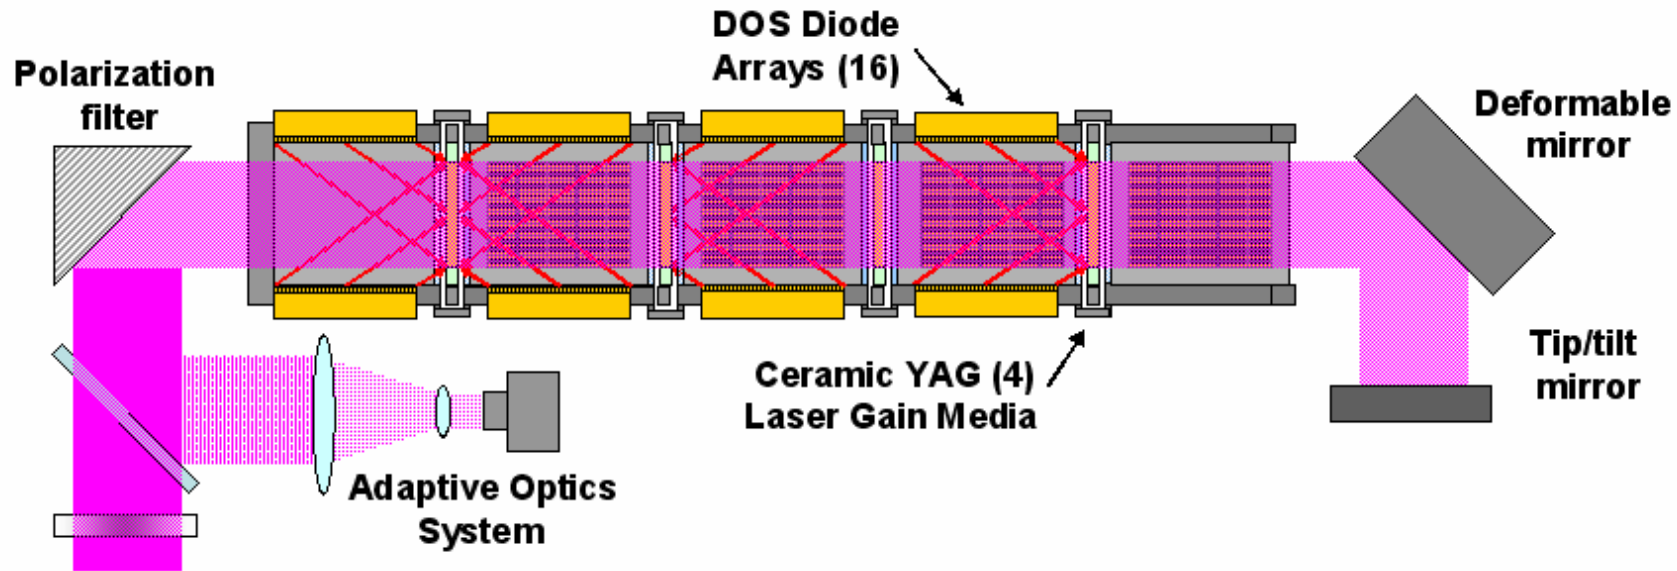 DOS Diode
Arrays (16)
Polarization
filter
Deformable
mirror
Ceramic YAG (4)
Laser Gain Media
Tip/tilt
mirror
Adaptive Optics
System